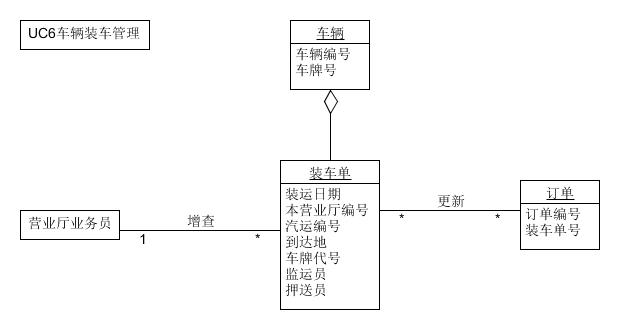 UC6车辆装车管理
车辆
车辆编号
车牌号
装车单
装运日期
本营业厅编号
汽运编号
到达地
车牌代号
监运员
押送员
订单
订单编号
装车单号
更新
*
*
营业厅业务员
增查
1
*